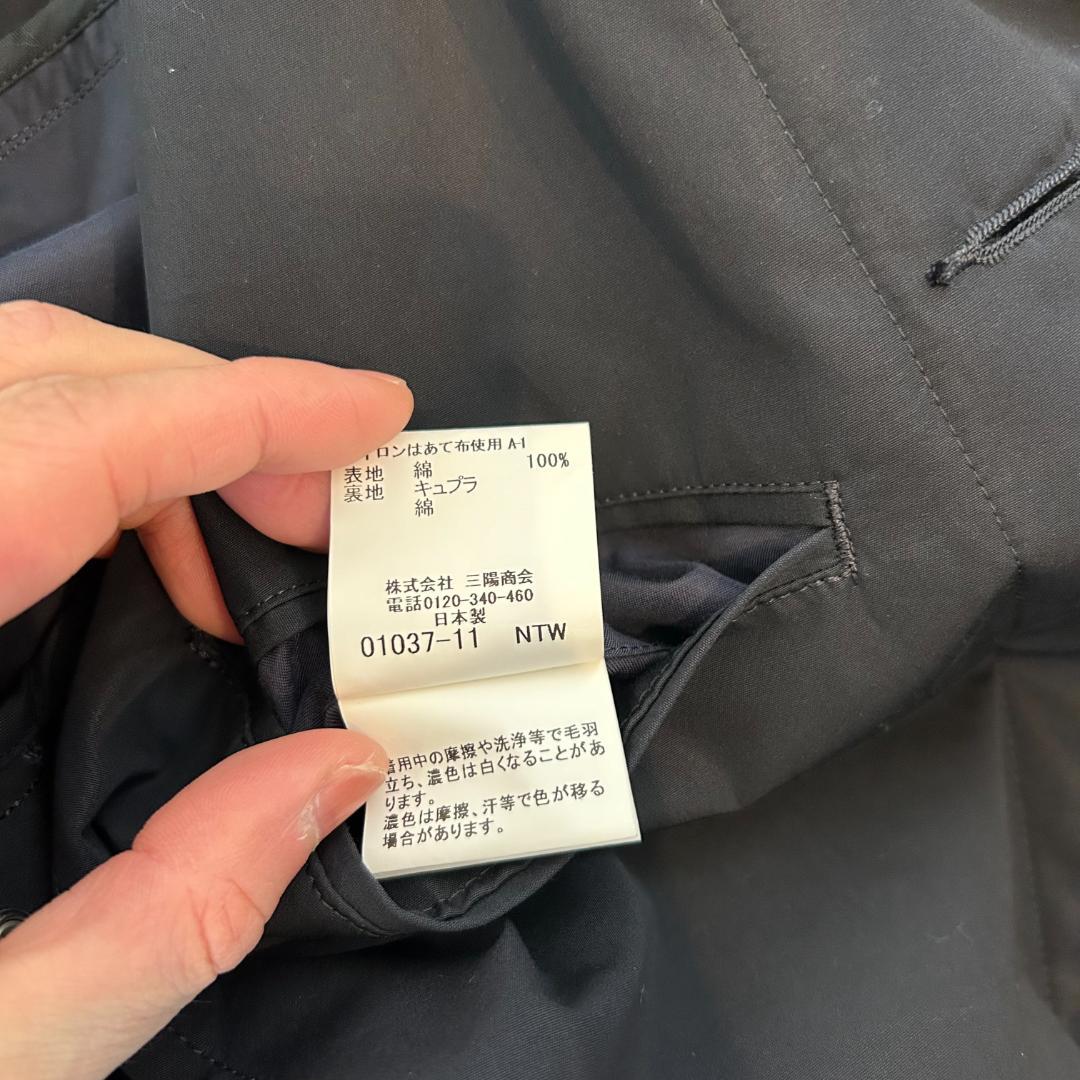 ロンはあて布使用 A-1
表地 綿 100%
裏地 キュプラ
綿
株式会社 三陽商会
電話0120-340-460
日本製
01037-11 NTW
着用中の摩擦や洗浄等で毛羽
立ち、濃色は白くなることがあ
ります。
濃色は摩擦、汗等で色が移る
場合があります。